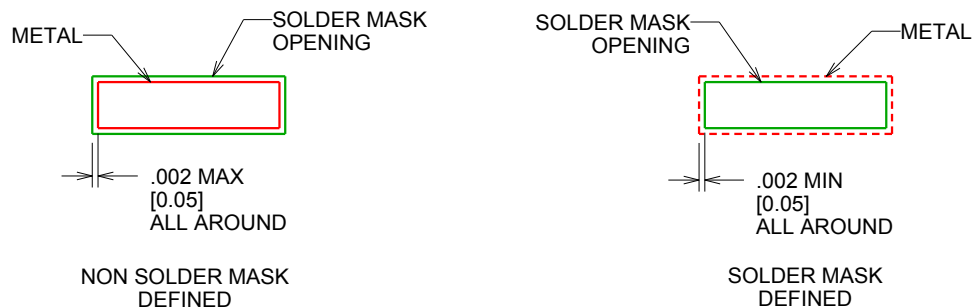 METAL
SOLDER MASK
OPENING
.002 MAX
[0.05]
ALL AROUND
NON SOLDER MASK
DEFINED
SOLDER MASK
OPENING
METAL
.002 MIN
[0.05]
ALL AROUND
SOLDER MASK
DEFINED